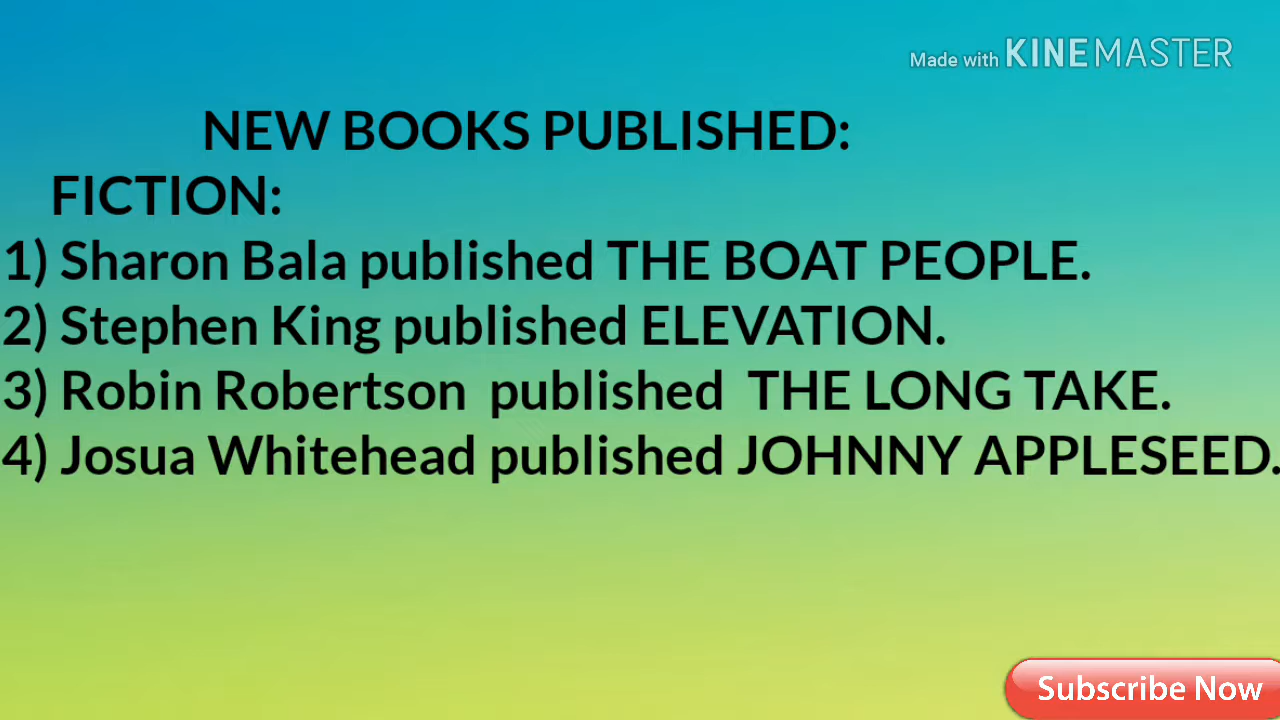 Made with KINEMASTER
NEW BOOKS PUBLISHED:
FICTION:
1) Sharon Bala published THE BOAT PEOPLE.
2) Stephen King published ELEVATION.
3) Robin Robertson published THE LONG TAKE.
4) Josua Whitehead published JOHNNY APPLESEED.
Subscribe Now